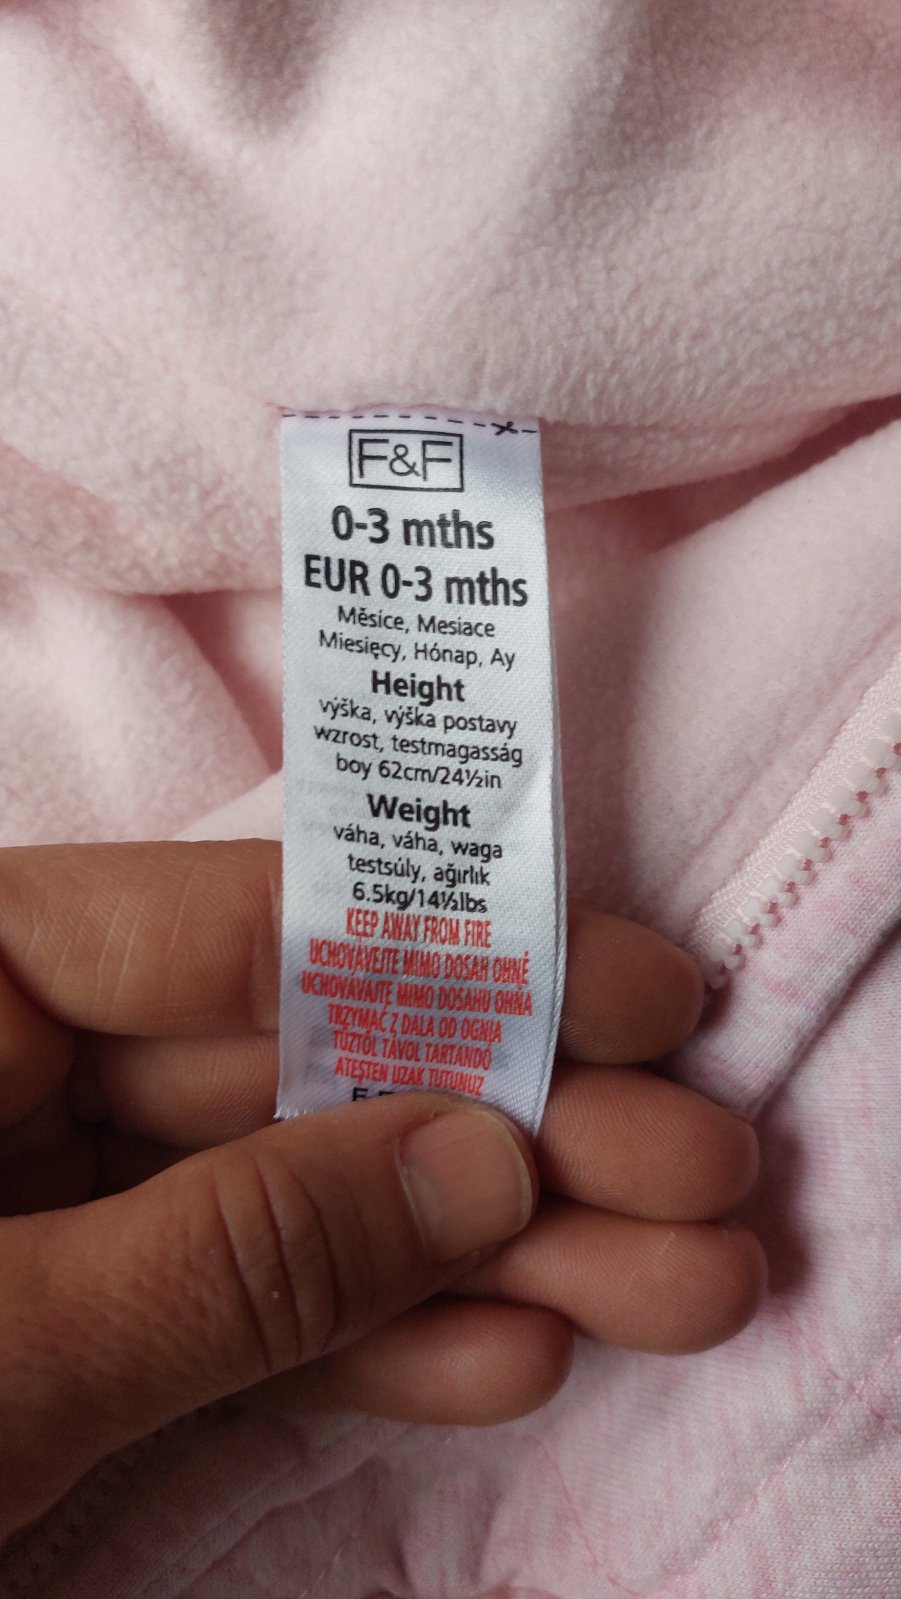 F&F
0-3 mths
EUR 0-3 mths
Měsíce, Mesiace
Miesięcy, Hónap, Ay
Height
výška, výška postavy
wzrost, testmagasság
boy 62cm/24½in
Weight
váha, váha, waga
testsúly, ağırlık
6.5kg/14½lbs
KEEP AWAY FROM FIRE
UCHOVÁVEJTE MIMO DOSAH OHNĚ
UCHOVÁVAJTE MIMO DOSAHU OHŇA
TRZYMAĆ Z DALA OD OGNIA
TŰZTŐL TÁVOL TARTANDÓ
ATEŞTEN UZAK TUTUNUZ